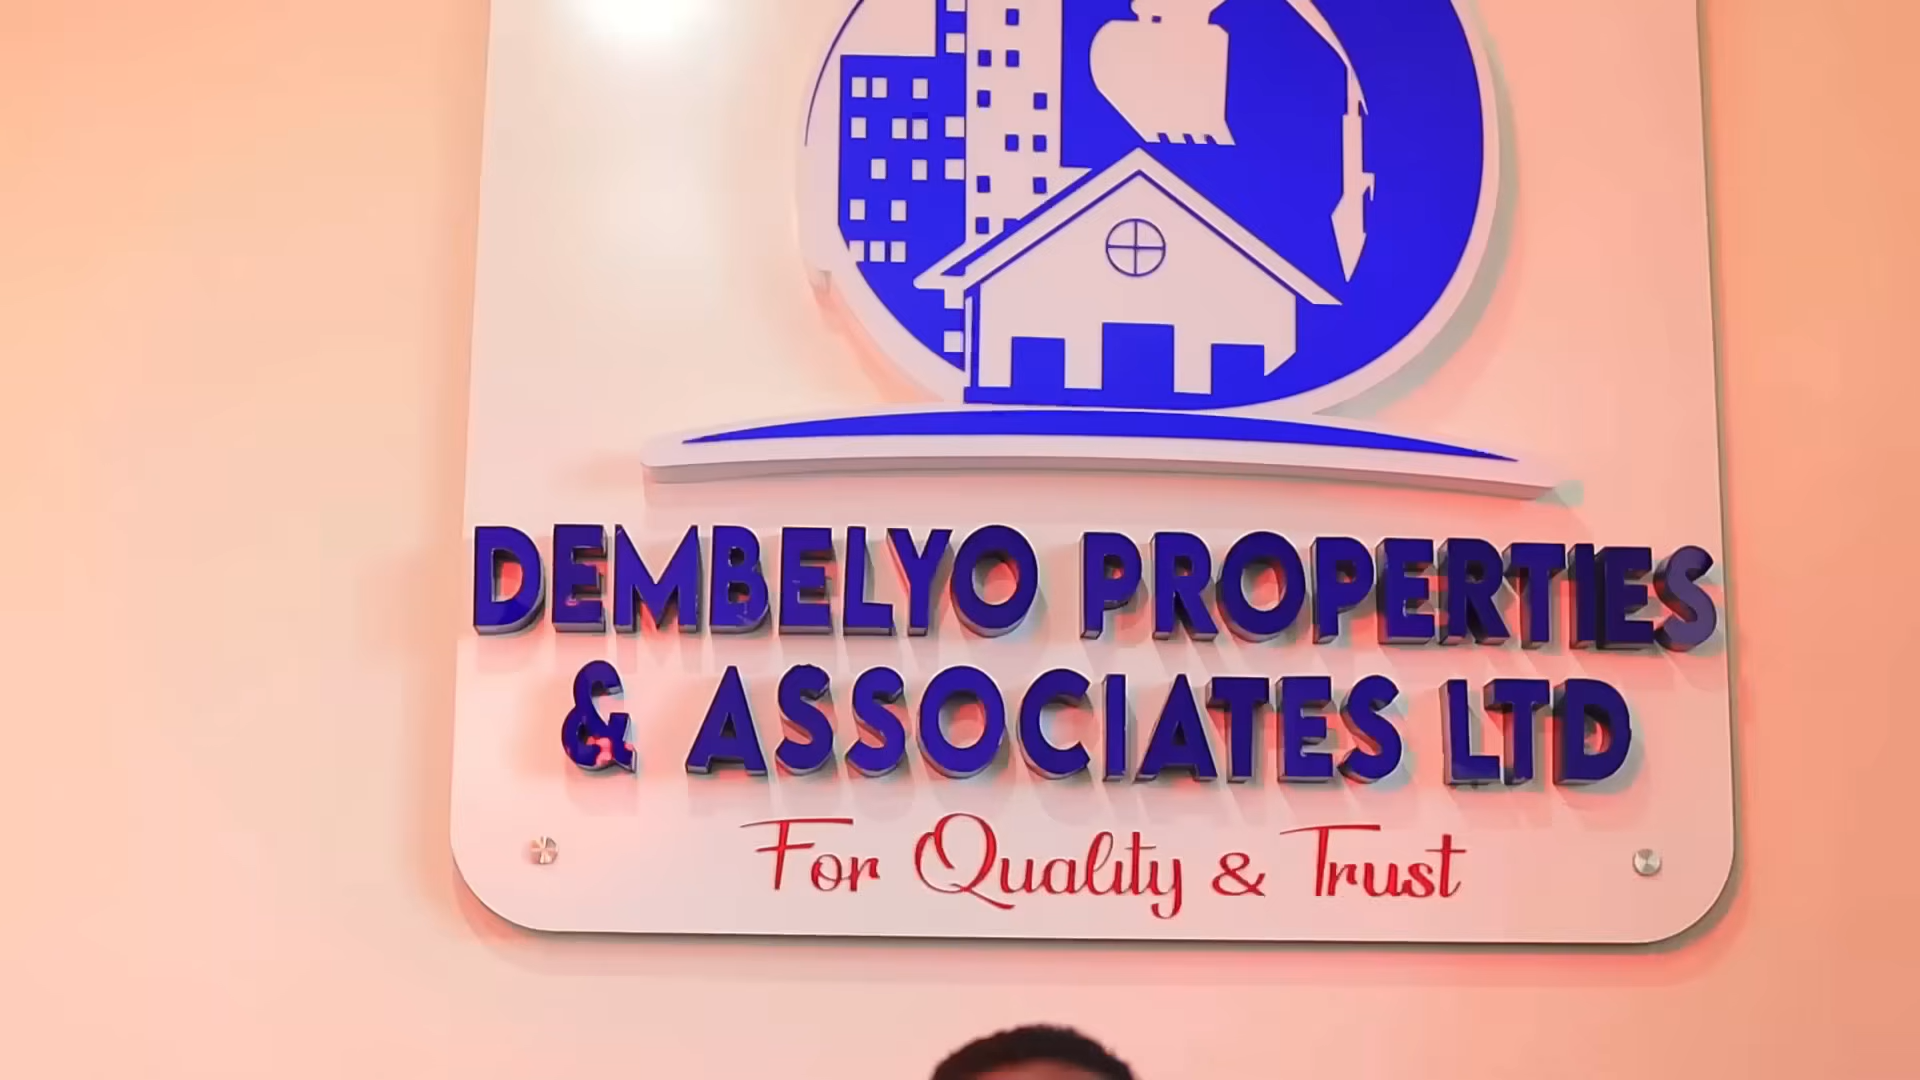 DEMBELYO PROPERTIES
& ASSOCIATES LTD
For Quality & Trust